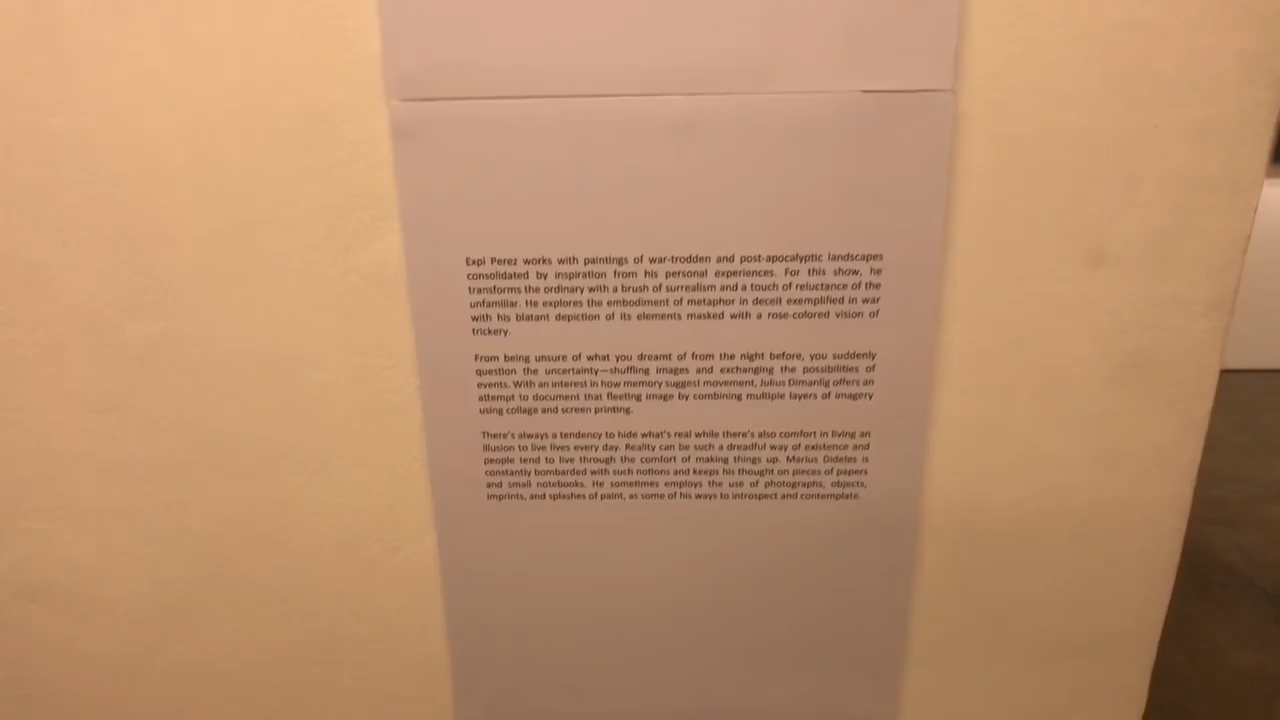 Expi Perez works with paintings of war-trodden and post-apocalyptic landscapes
consolidated by inspiration from his personal experiences. For this show, he
transforms the ordinary with a brush of surrealism and a touch of reluctance of the
unfamiliar. He explores the embodiment of metaphor in deceit exemplified in war
with his blatant depiction of its elements masked with a rose-colored vision of
trickery.
From being unsure of what you dreamt of from the night before, you suddenly
question the uncertainty—shuffling images and exchanging the possibilities of
events. With an interest in how memory suggest movement, Julius Dimanlig offers an
attempt to document that fleeting image by combining multiple layers of imagery
using collage and screen printing.
There's always a tendency to hide what's real while there's also comfort in living an
illusion to live lives every day. Reality can be such a dreadful way of existence and
people tend to live through the comfort of making things up. Marius Dideles is
constantly bombarded with such notions and keeps his thought on pieces of papers
and small notebooks. He sometimes employs the use of photographs, objects,
imprints, and splashes of paint, as some of his ways to introspect and contemplate.